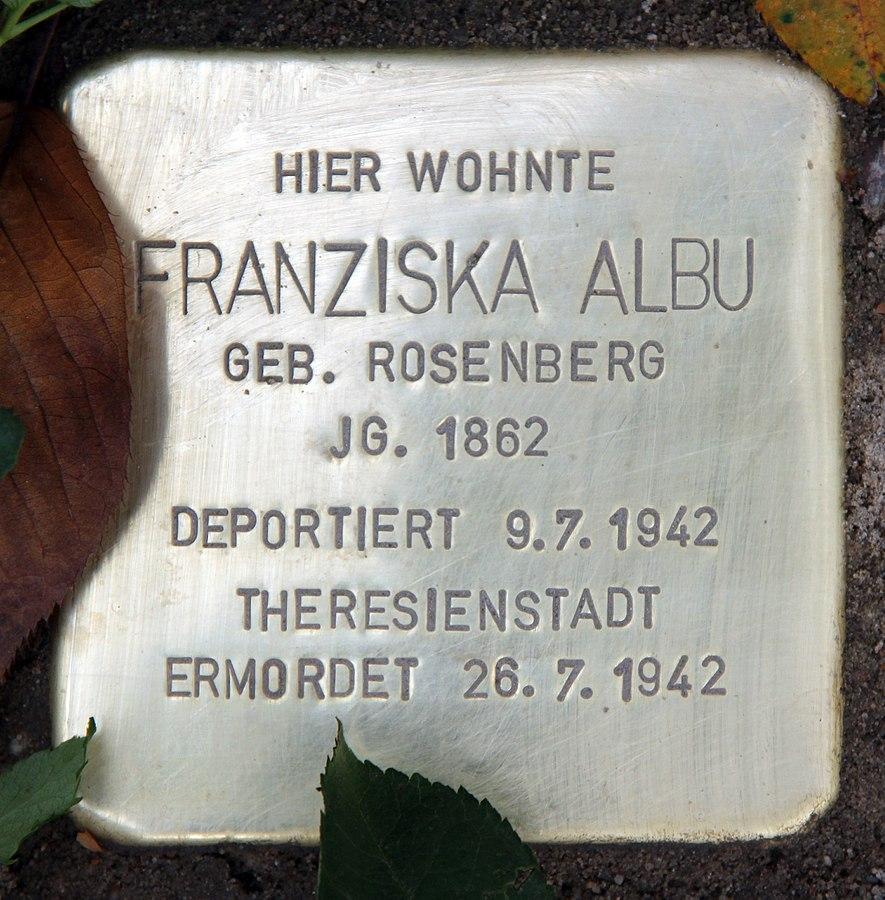 HIER WOHNTE
FRANZISKA ALBU
GEB. ROSENBERG
JG. 1862
DEPORTIERT 9.7.1942
THERESIENSTADT
ERMORDET 26.7.1942